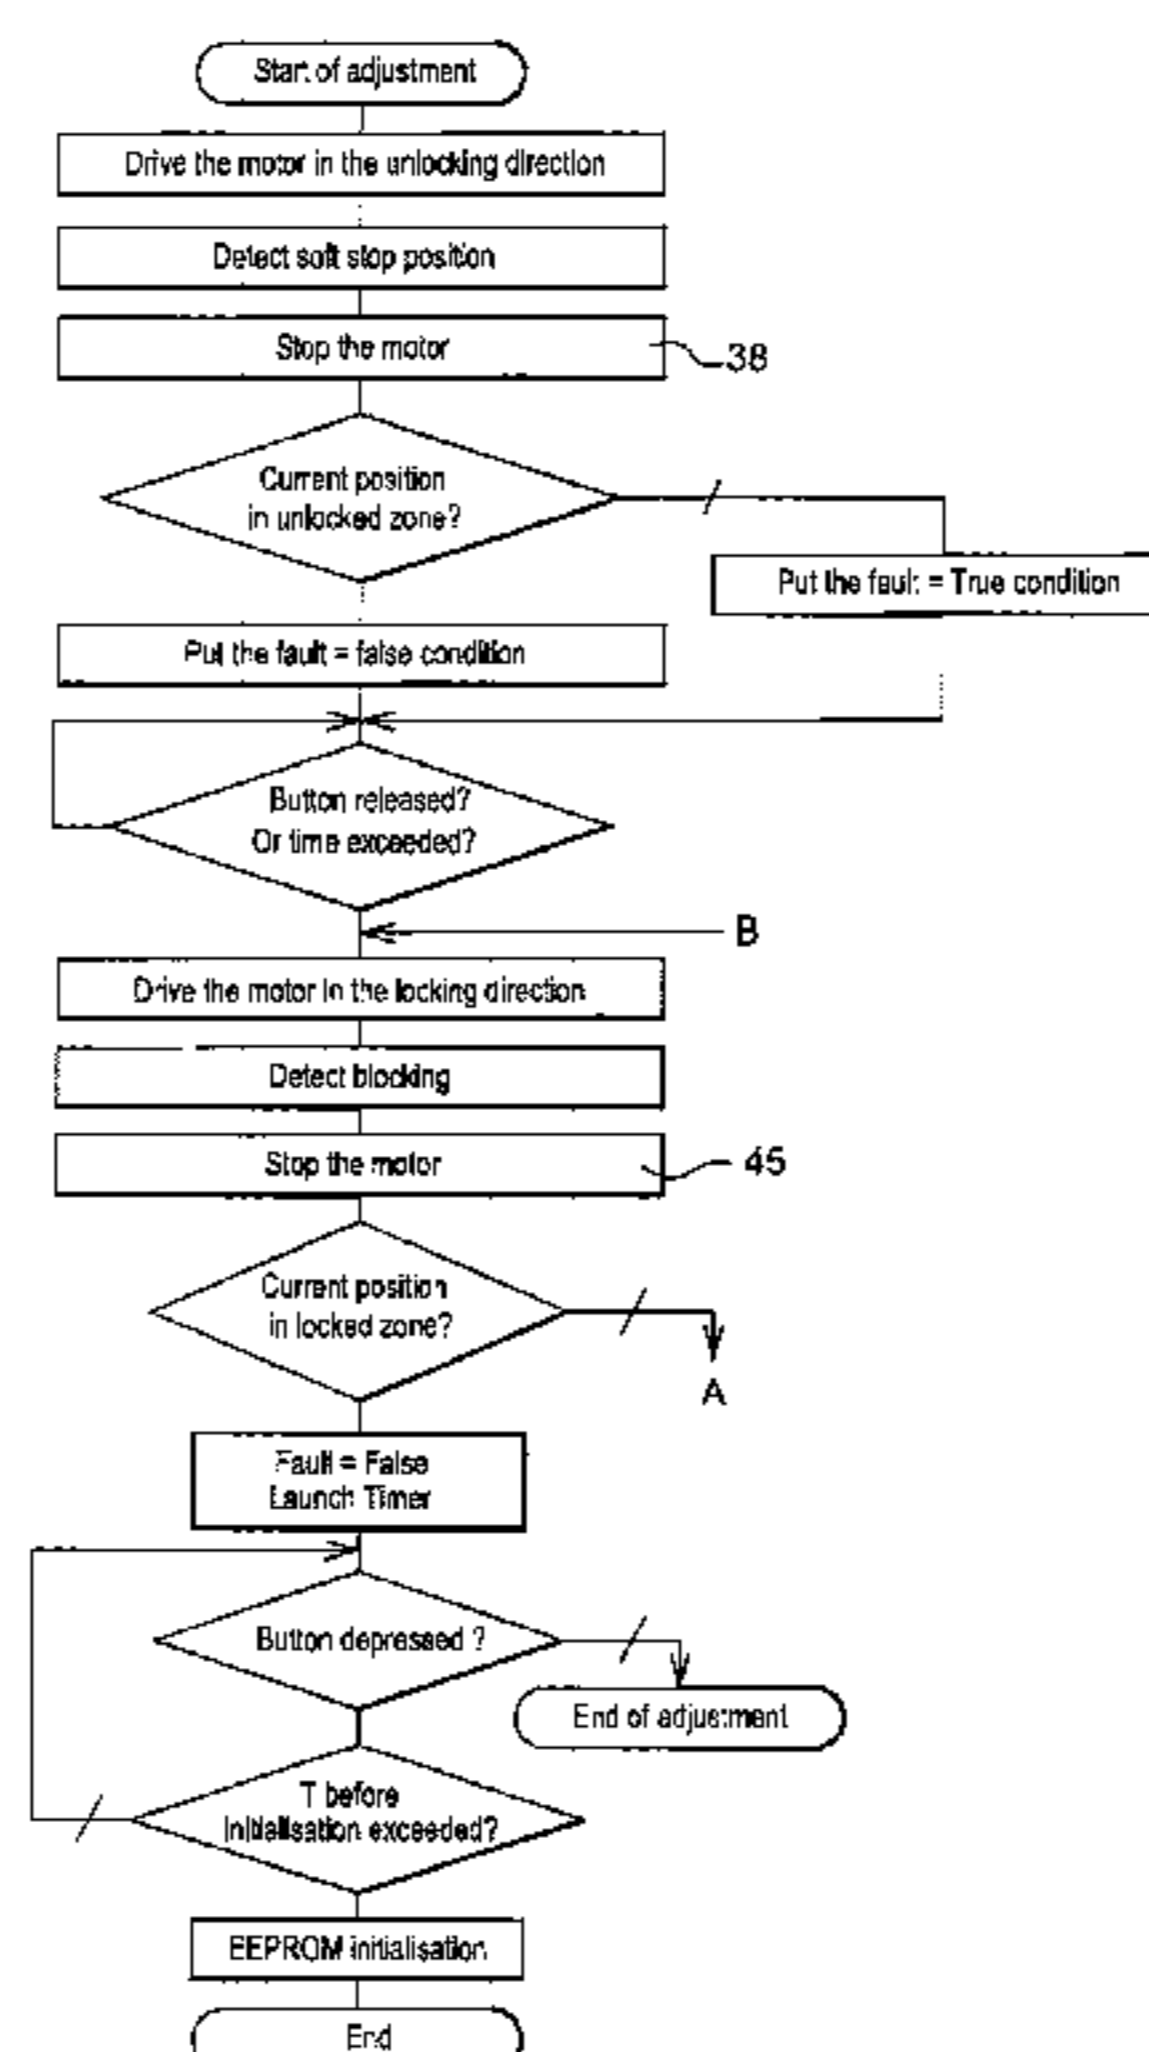 Start of adjustment
Drive the motor in the unlocking direction
Detect soft stop position
Stop the motor
38
Current position
in unlocked zone?
Put the fault = True condition
Put the fault = false condition
Button released?
Or time exceeded?
B
Drive the motor in the locking direction
Detect blocking
Stop the motor
45
Current position
in locked zone?
A
Fault = False
Launch Timer
Button depressed ?
End of adjustment
T before
initialisation exceeded?
EEPROM initialisation
End